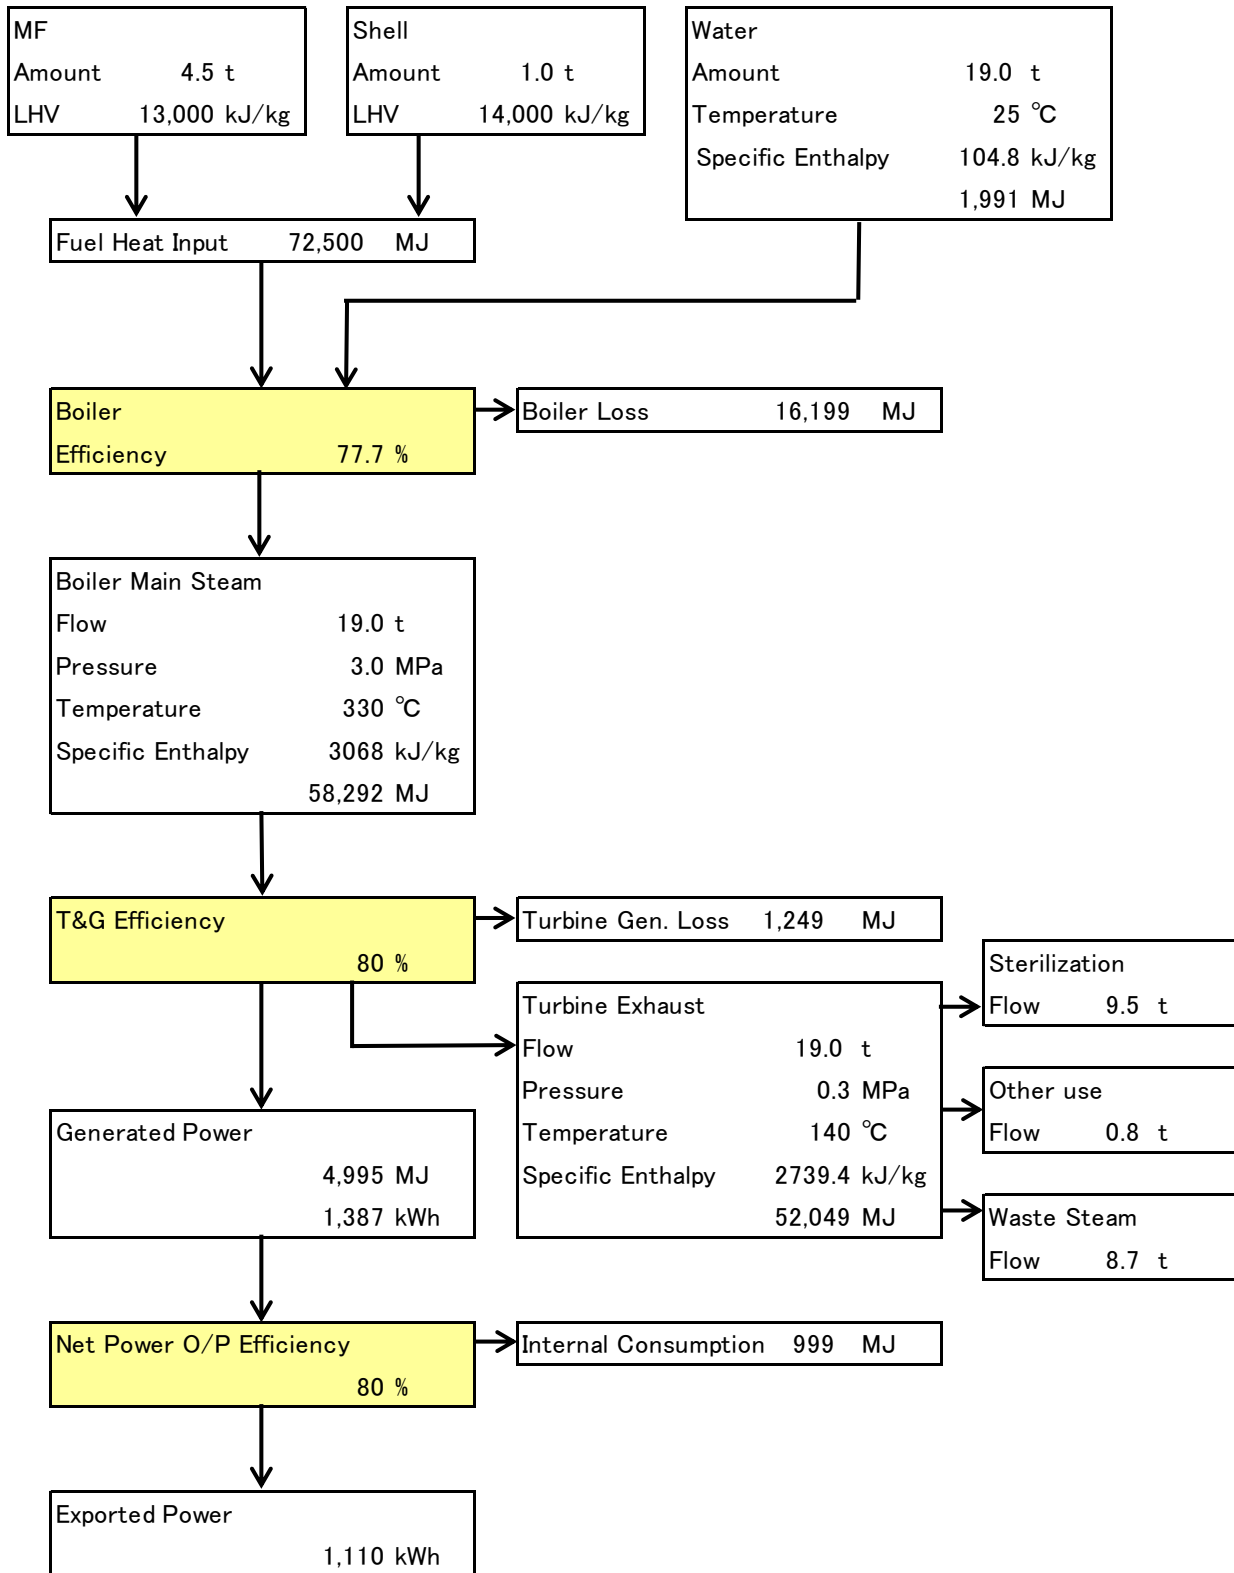 MF
Amount 4.5 t
LHV 13,000 kJ/kg
Shell
Amount 1.0 t
LHV 14,000 kJ/kg
Water
Amount 19.0 t
Temperature 25 ℃
Specific Enthalpy 104.8 kJ/kg
1,991 MJ
Fuel Heat Input 72,500 MJ
Boiler
Efficiency 77.7 %
Boiler Loss 16,199 MJ
Boiler Main Steam
Flow 19.0 t
Pressure 3.0 MPa
Temperature 330 ℃
Specific Enthalpy 3068 kJ/kg
58,292 MJ
T&G Efficiency
80 %
Turbine Gen. Loss 1,249 MJ
Turbine Exhaust
Flow 19.0 t
Pressure 0.3 MPa
Temperature 140 ℃
Specific Enthalpy 2739.4 kJ/kg
52,049 MJ
Sterilization
Flow 9.5 t
Other use
Flow 0.8 t
Waste Steam
Flow 8.7 t
Generated Power
4,995 MJ
1,387 kWh
Net Power O/P Efficiency
80 %
Internal Consumption 999 MJ
Exported Power
1,110 kWh